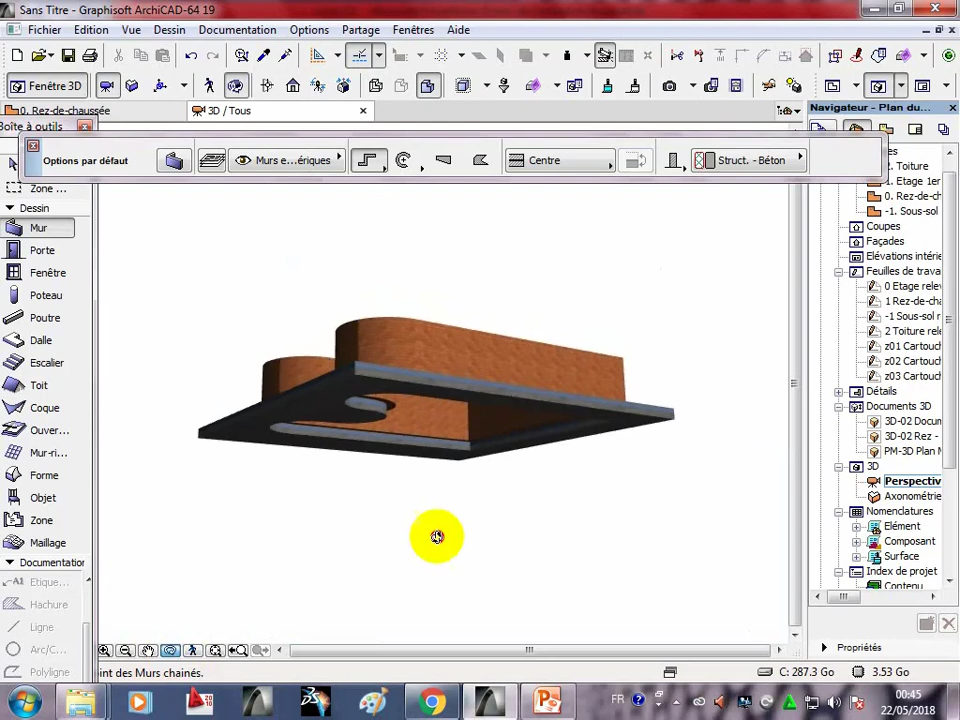 Sans Titre - Graphisoft ArchiCAD-64 19
Fichier Edition Vue Dessin Documentation Options Partage Fenêtres Aide
Fenêtre 3D
0. Rez-de-chaussée
3D / Tous
Navigateur - Plan du...
Boîte à outils
Options par défaut
Murs e...ériques
Centre
Struct. - Béton
Zone ...
Dessin
Mur
Porte
Fenêtre
Poteau
Poutre
Dalle
Escalier
Toit
Coque
Ouver...
Mur-ri...
Forme
Objet
Zone
Maillage
Documentation
A1 Etique...
Hachure
Ligne
Arc/C...
Polyligne
2. Toiture
1. Etage 1er
0. Rez-de-c
-1. Sous-sol
Coupes
Façades
Elévations intérie
Feuilles de trava
0 Etage relev
1 Rez-de-cha
-1 Sous-sol r
2 Toiture rele
z01 Cartouch
z02 Cartouch
z03 Cartouch
Détails
Documents 3D
3D-02 Docum
3D-02 Rez -
PM-3D Plan M
3D
Perspectiv
Axonométrie
Nomenclatures
Elément
Composant
Surface
Index de projet
Contenu
Propriétés
int des Murs chainés.
C: 287.3 Go
3.53 Go
FR
00:45
22/05/2018